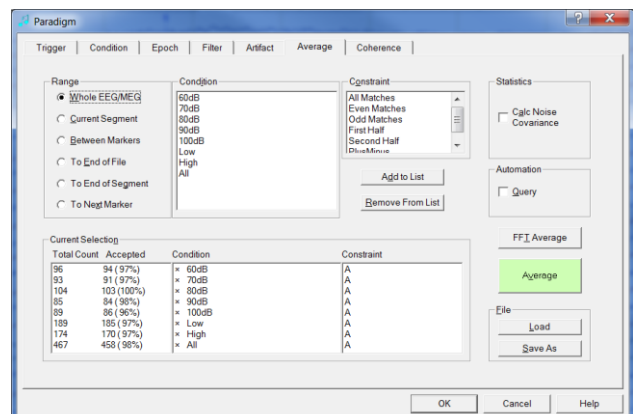 Paradigm
Trigger Condition Epoch Filter Artifact Average Coherence
Range
Whole EEG/MEG
Current Segment
Between Markers
To End of File
To End of Segment
To Next Marker
Condition
60dB
70dB
80dB
90dB
100dB
Low
High
All
Constraint
All Matches
Even Matches
Odd Matches
First Half
Second Half
PlusMinus
Add to List
Remove From List
Statistics
Calc Noise
Covariance
Automation
Query
Current Selection
Total Count Accepted Condition Constraint
96 94 ( 97%) × 60dB A
93 91 ( 97%) × 70dB A
104 103 (100%) × 80dB A
85 84 ( 98%) × 90dB A
89 86 ( 96%) × 100dB A
189 185 ( 97%) × Low A
174 170 ( 97%) × High A
467 458 ( 98%) × All A
FFT Average
Average
File
Load
Save As
OK Cancel Help